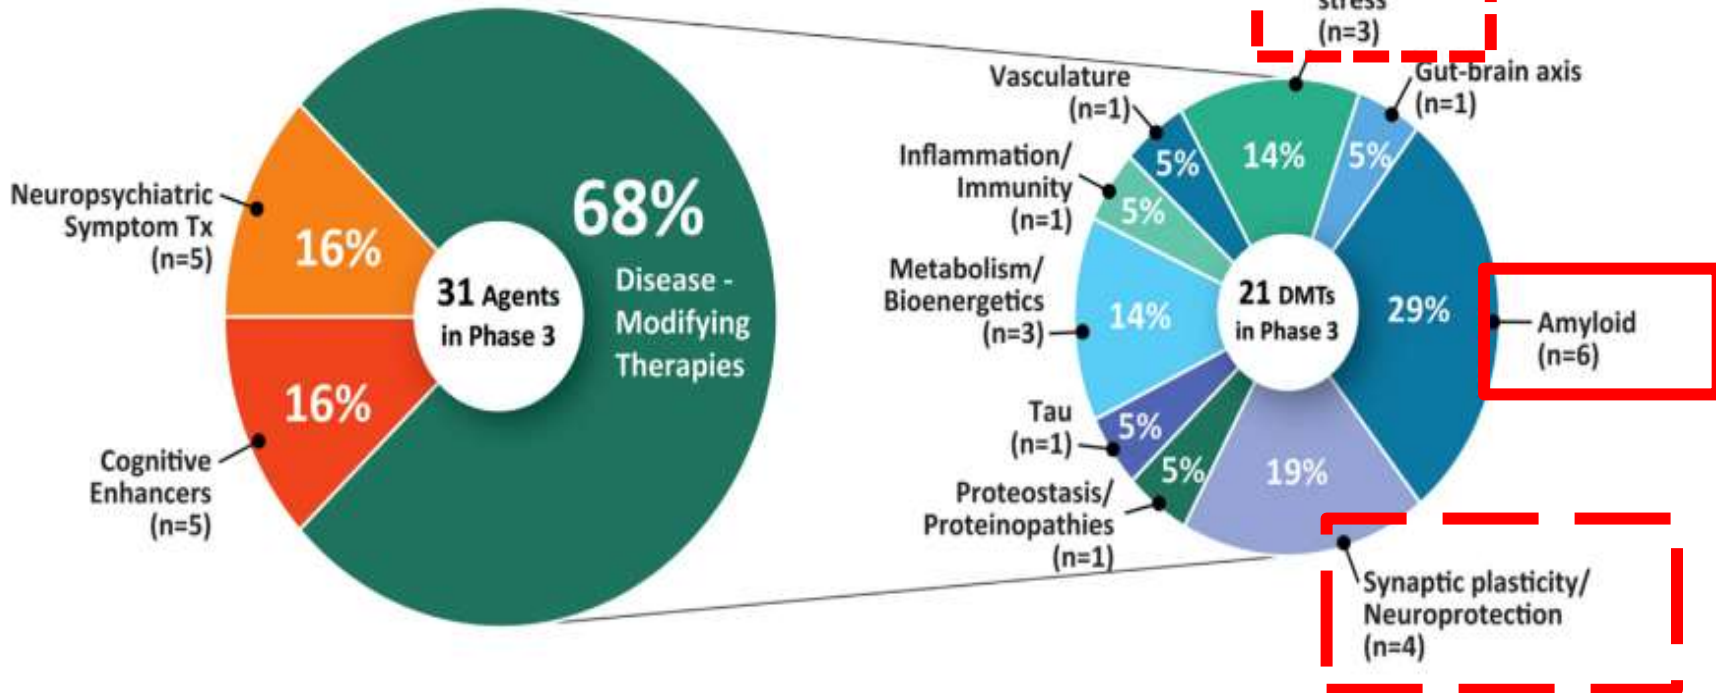 stress
(n=3)
Gut-brain axis
(n=1)
Vasculature
(n=1)
Inflammation/
Immunity
(n=1)
Metabolism/
Bioenergetics
(n=3)
Tau
(n=1)
Proteostasis/
Proteinopathies
(n=1)
Synaptic plasticity/
Neuroprotection
(n=4)
Amyloid
(n=6)
14%
5%
5%
5%
14%
5%
5%
19%
29%
21 DMTs
in Phase 3
Neuropsychiatric
Symptom Tx
(n=5)
16%
Cognitive
Enhancers
(n=5)
16%
31 Agents
in Phase 3
68%
Disease -
Modifying
Therapies